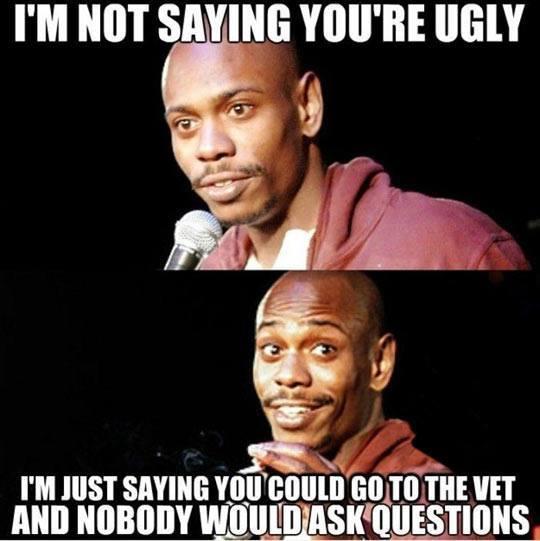 I'M NOT SAYING YOU'RE UGLY
I'M JUST SAYING YOU COULD GO TO THE VET
AND NOBODY WOULD ASK QUESTIONS